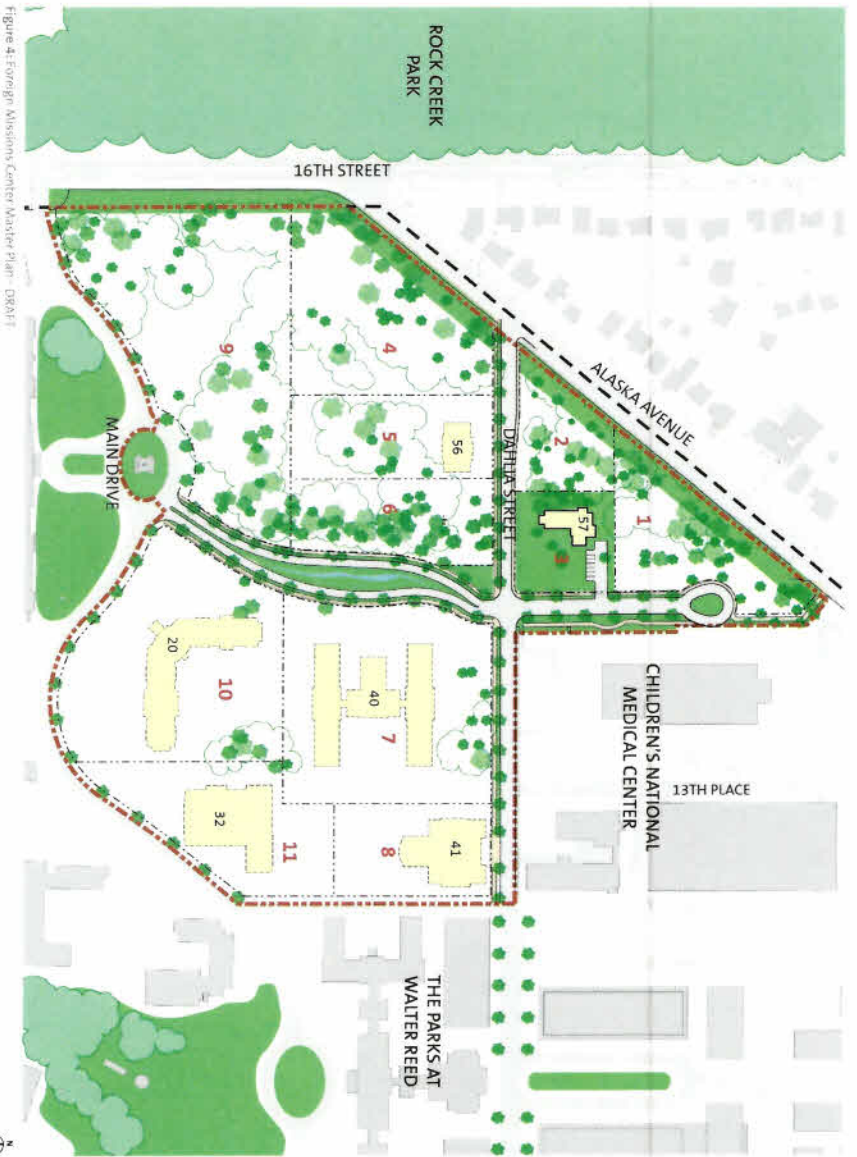 ROCK CREEK
PARK
16TH STREET
ALASKA AVENUE
DAHLIA STREET
MAIN DRIVE
CHILDREN'S NATIONAL
MEDICAL CENTER
13TH PLACE
THE PARKS AT
WALTER REED
1
2
3
57
4
5
56
6
9
7
40
10
20
8
41
11
32
N
Figure 4: Foreign Missions Center Master Plan - DRAFT